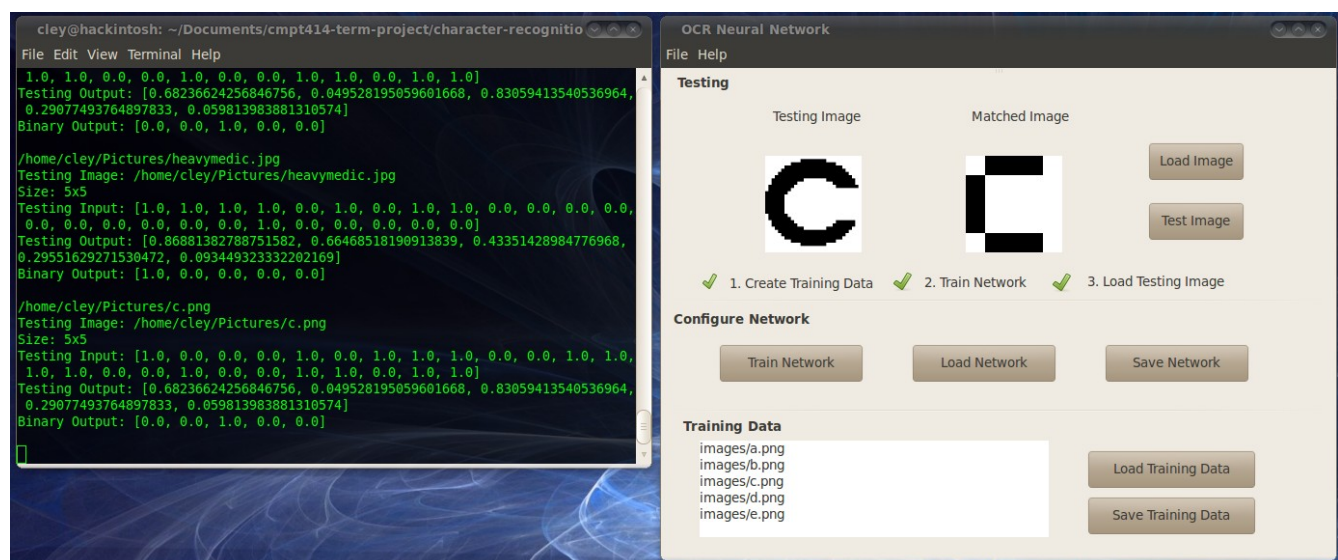 cley@hackintosh: ~/Documents/cmpt414-term-project/character-recognitio
File Edit View Terminal Help
1.0, 1.0, 0.0, 0.0, 1.0, 0.0, 0.0, 1.0, 1.0, 0.0, 1.0, 1.0]
Testing Output: [0.68236624256846756, 0.049528195059601668, 0.83059413540536964,
0.29077493764897833, 0.059813983881310574]
Binary Output: [0.0, 0.0, 1.0, 0.0, 0.0]
/home/cley/Pictures/heavymedic.jpg
Testing Image: /home/cley/Pictures/heavymedic.jpg
Size: 5x5
Testing Input: [1.0, 1.0, 1.0, 1.0, 0.0, 1.0, 0.0, 1.0, 1.0, 0.0, 0.0, 0.0, 0.0,
0.0, 0.0, 0.0, 0.0, 0.0, 0.0, 1.0, 0.0, 0.0, 0.0, 0.0, 0.0]
Testing Output: [0.86881382788751582, 0.66468518190913839, 0.43351428984776968,
0.29551629271530472, 0.093449323332202169]
Binary Output: [1.0, 0.0, 0.0, 0.0, 0.0]
/home/cley/Pictures/c.png
Testing Image: /home/cley/Pictures/c.png
Size: 5x5
Testing Input: [1.0, 0.0, 0.0, 0.0, 1.0, 0.0, 1.0, 1.0, 1.0, 0.0, 0.0, 1.0, 1.0,
1.0, 1.0, 0.0, 0.0, 1.0, 0.0, 0.0, 1.0, 1.0, 0.0, 1.0, 1.0]
Testing Output: [0.68236624256846756, 0.049528195059601668, 0.83059413540536964,
0.29077493764897833, 0.059813983881310574]
Binary Output: [0.0, 0.0, 1.0, 0.0, 0.0]
OCR Neural Network
File Help
Testing
Testing Image Matched Image
C C
Load Image
Test Image
1. Create Training Data 2. Train Network 3. Load Testing Image
Configure Network
Train Network Load Network Save Network
Training Data
images/a.png
images/b.png
images/c.png
images/d.png
images/e.png
Load Training Data
Save Training Data